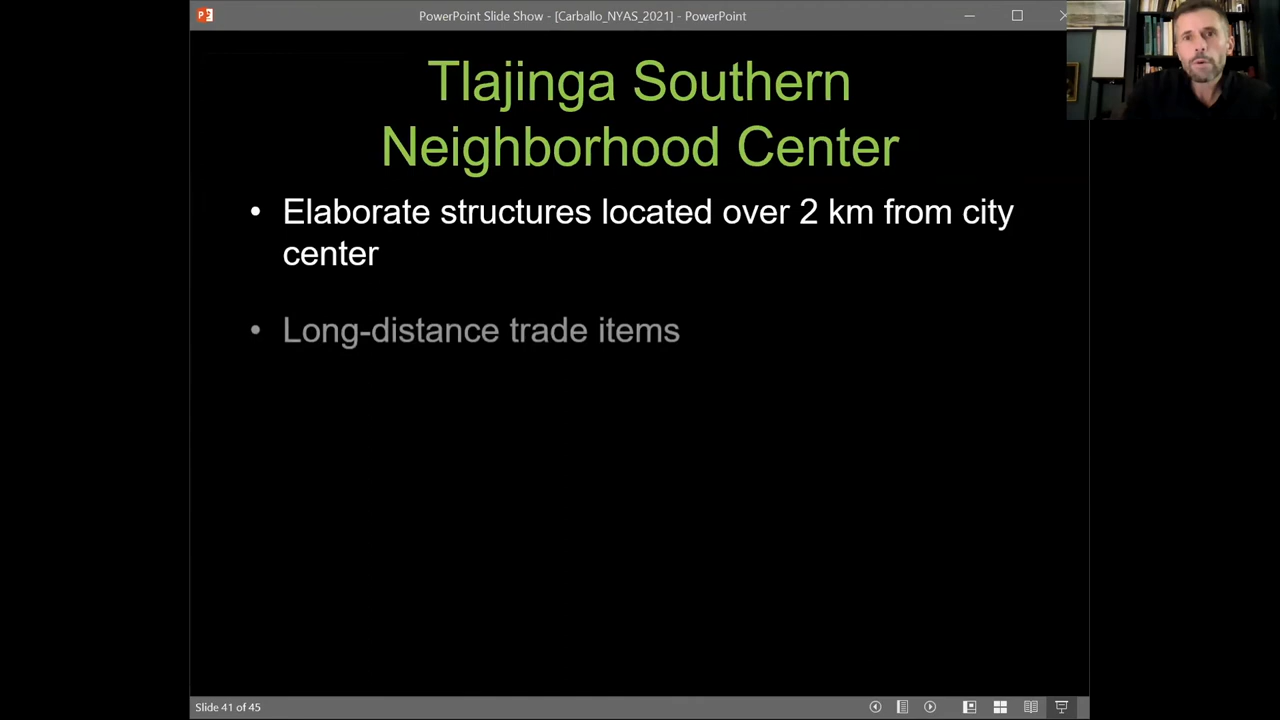 PowerPoint Slide Show - [Carballo_NYAS_2021] - PowerPoint
Tlajinga Southern
Neighborhood Center
• Elaborate structures located over 2 km from city
center
• Long-distance trade items
Slide 41 of 45